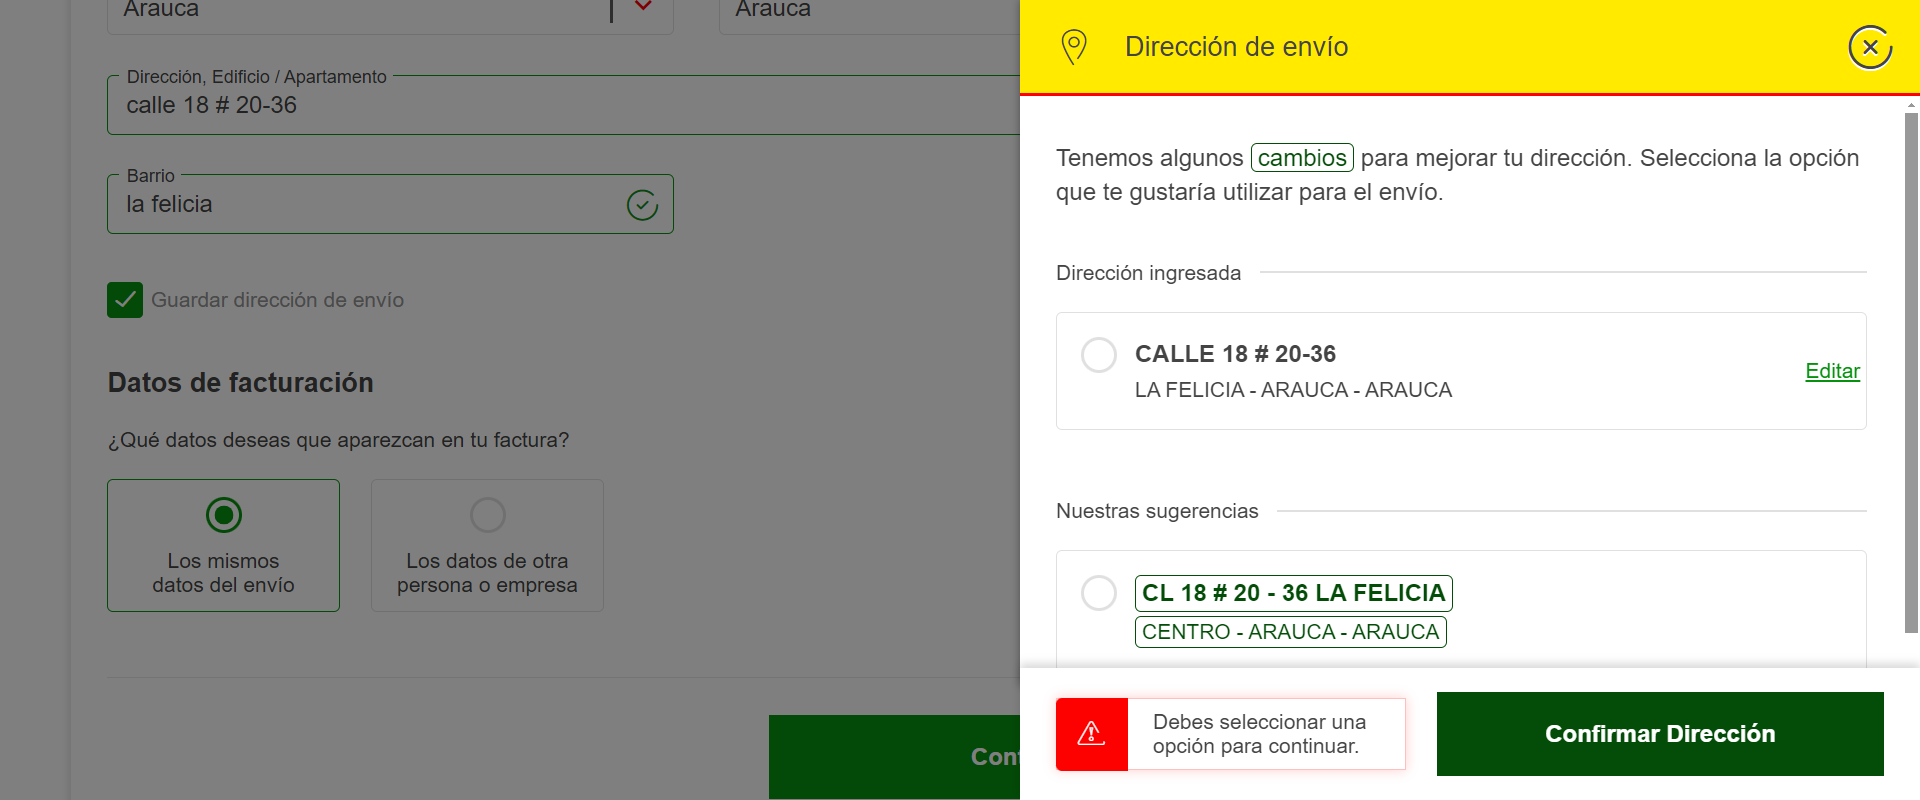 Arauca
Arauca
Dirección, Edificio / Apartamento
calle 18 # 20-36
Barrio
la felicia
Guardar dirección de envío
Datos de facturación
¿Qué datos deseas que aparezcan en tu factura?
Los mismos
datos del envío
Los datos de otra
persona o empresa
Dirección de envío
Tenemos algunos cambios para mejorar tu dirección. Selecciona la opción
que te gustaría utilizar para el envío.
Dirección ingresada
CALLE 18 # 20-36
LA FELICIA - ARAUCA - ARAUCA
Editar
Nuestras sugerencias
CL 18 # 20 - 36 LA FELICIA
CENTRO - ARAUCA - ARAUCA
Debes seleccionar una
opción para continuar.
Confirmar Dirección